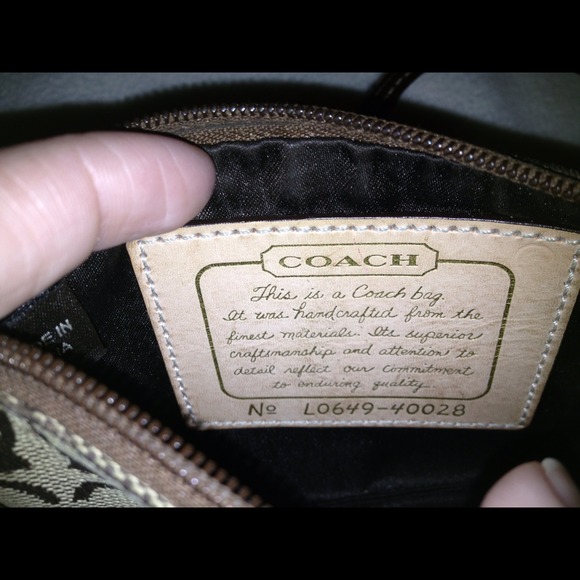 COACH
This is a Coach bag.
It was handcrafted from the
finest materials. Its superior
craftsmanship and attention to
detail reflect our commitment
to enduring quality.
No L0649-40028
IN